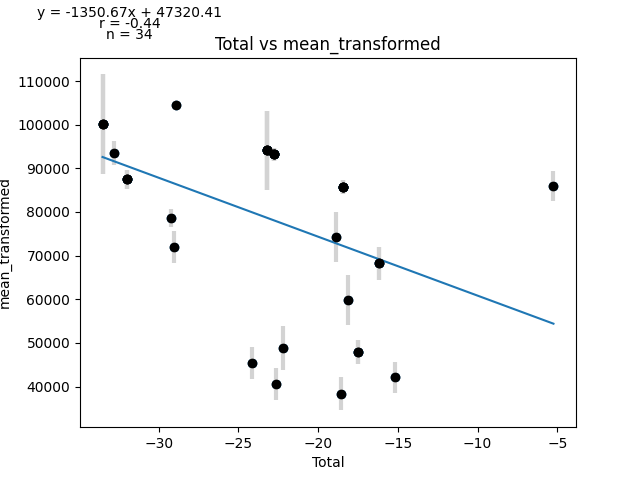 y = -1350.67x + 47320.41
r = -0.44
n = 34
Total vs mean_transformed
110000
100000
90000
80000
70000
60000
50000
40000
mean_transformed
−30
−25
−20
−15
−10
−5
Total